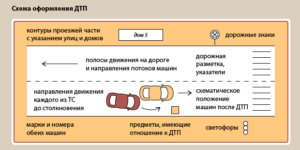 Схема оформления ДТП
контуры проезжей части
с указанием улиц и домов
Дом 5
дорожные знаки
полосы движения на дороге
и направления потоков машин
дорожная
разметка,
указатели
направления
движения
каждого из ТС
до столкновения
схематическое
положение
машин после ДТП
марки и номера
обеих машин
предметы, имеющие
отношение к ДТП
светофоры